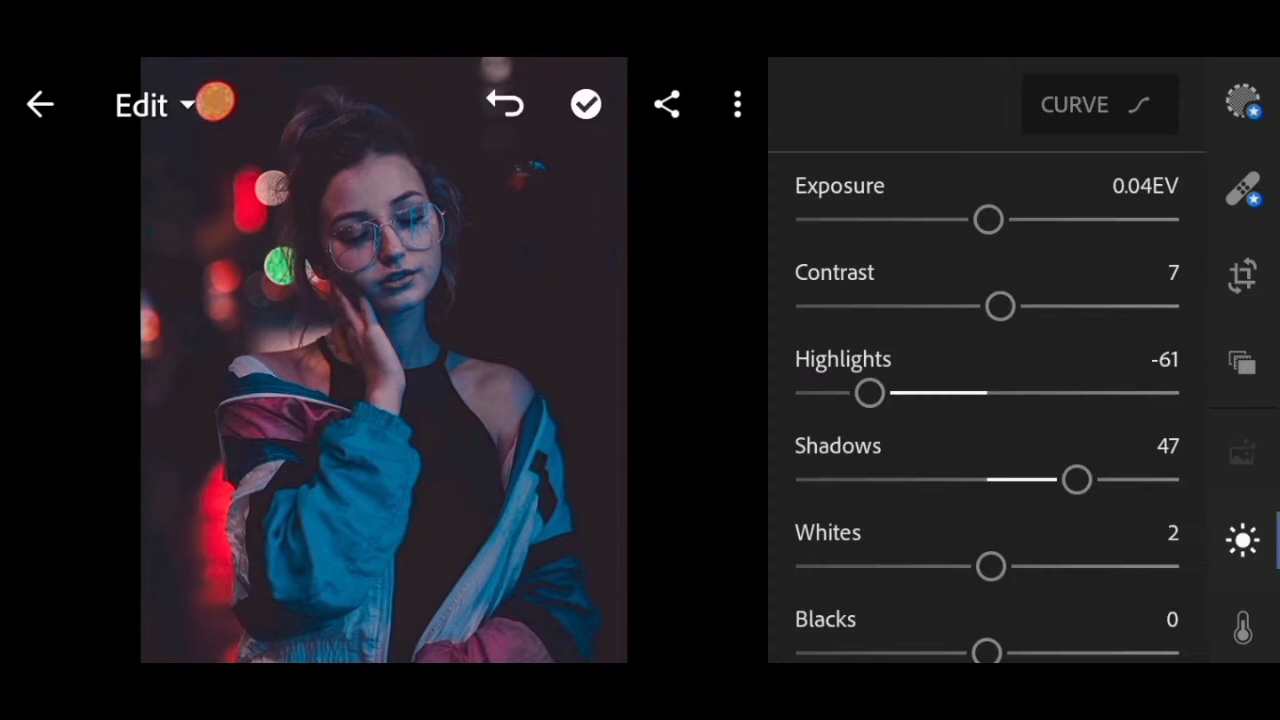 Edit
CURVE
Exposure 0.04EV
Contrast 7
Highlights -61
Shadows 47
Whites 2
Blacks 0